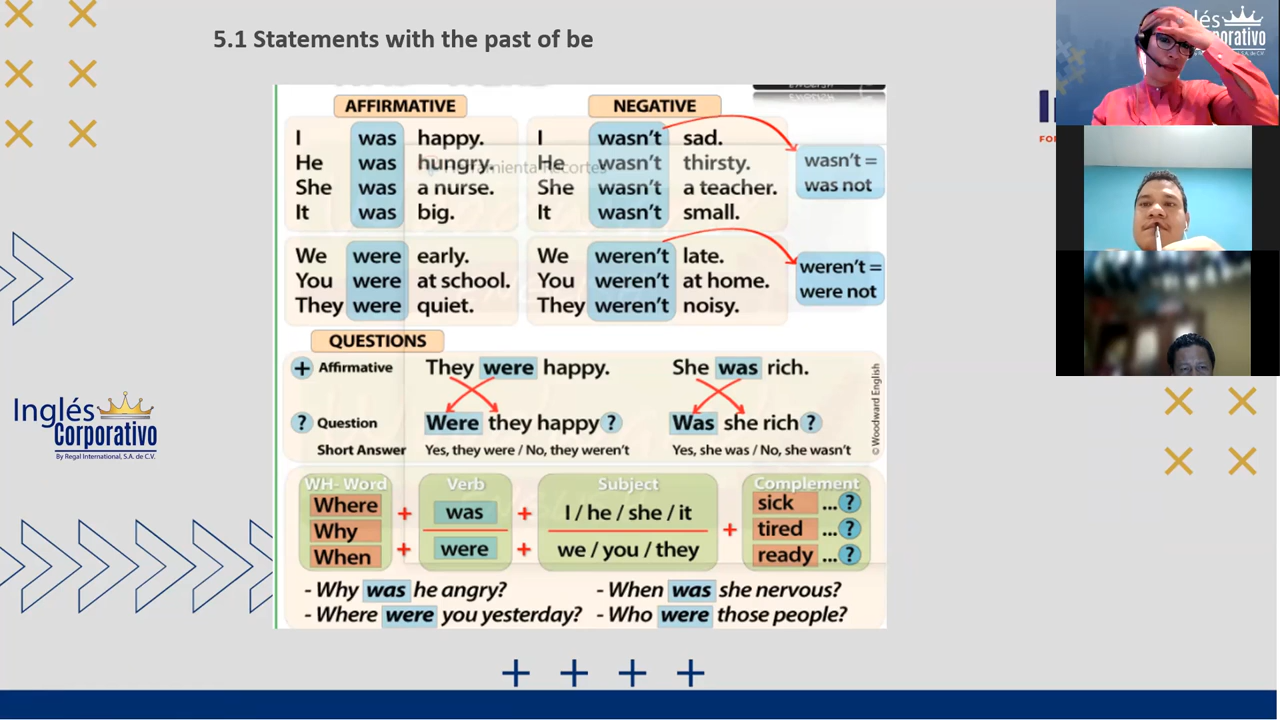 5.1 Statements with the past of be
AFFIRMATIVE
I was happy.
He was hungry.
She was a nurse.
It was big.
We were early.
You were at school.
They were quiet.
NEGATIVE
I wasn't sad.
He wasn't thirsty.
She wasn't a teacher.
It wasn't small.
We weren't late.
You weren't at home.
They weren't noisy.
wasn't =
was not
weren't =
were not
Herramienta Recortes
QUESTIONS
+ Affirmative They were happy. She was rich.
? Question Were they happy? Was she rich?
Short Answer Yes, they were / No, they weren't Yes, she was / No, she wasn't
© Woodward English
WH- Word Verb Subject Complement
Where
Why
When
+ was + I / he / she / it
+ were + we / you / they
+
sick ...?
tired ...?
ready ...?
- Why was he angry? - When was she nervous?
- Where were you yesterday? - Who were those people?
Inglés
Corporativo
By Regal International, S.A. de C.V.